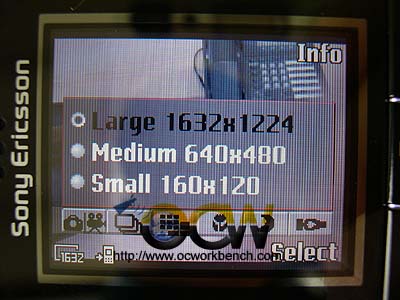 Sony Ericsson
Info
Large 1632x1224
Medium 640x480
Small 160x120
OCW
1632
http://www.ocworkbench.com
Select